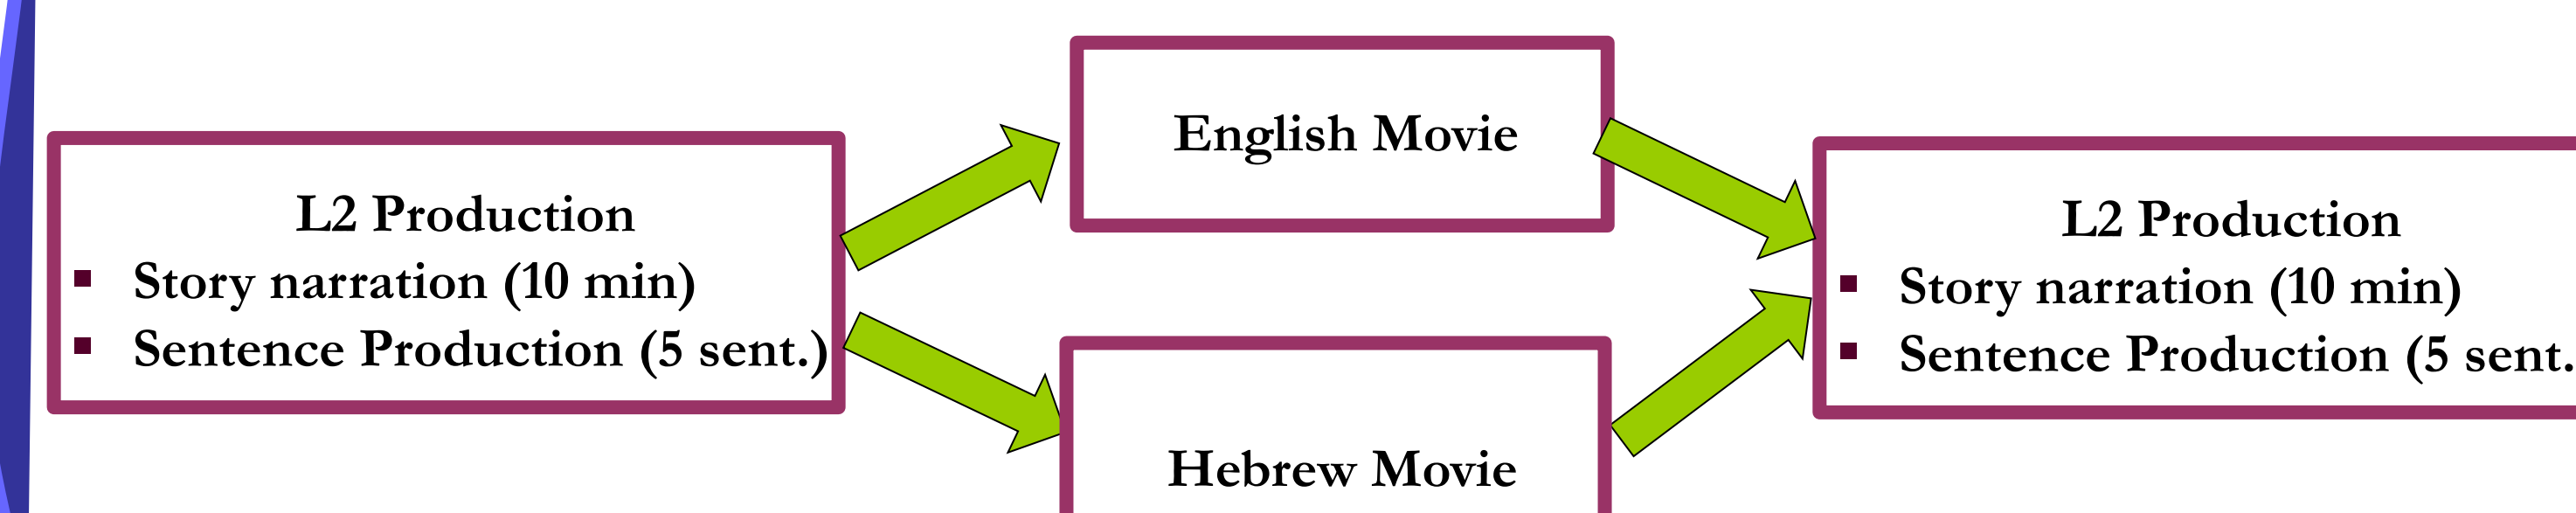 L2 Production
▪ Story narration (10 min)
▪ Sentence Production (5 sent.)
English Movie
Hebrew Movie
L2 Production
▪ Story narration (10 min)
▪ Sentence Production (5 sent.